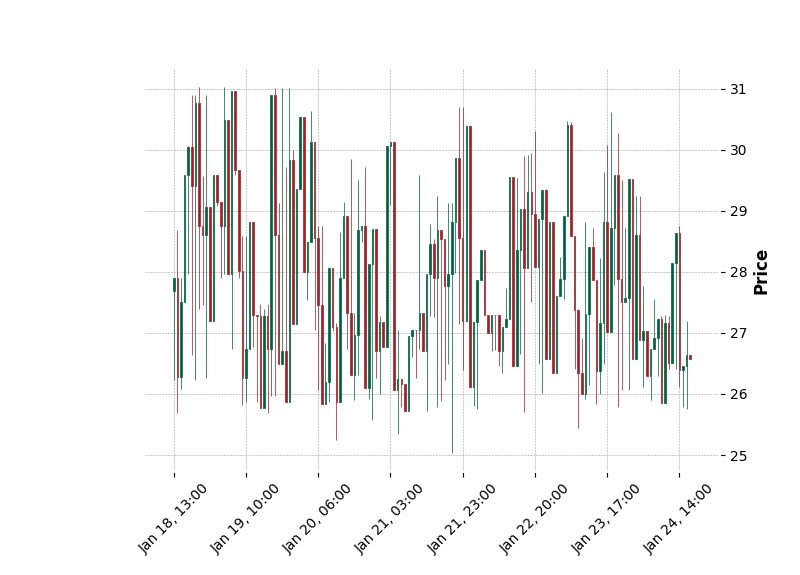 31
30
29
28
27
26
25
Price
Jan 18, 13:00
Jan 19, 10:00
Jan 20, 06:00
Jan 21, 03:00
Jan 21, 23:00
Jan 22, 20:00
Jan 23, 17:00
Jan 24, 14:00